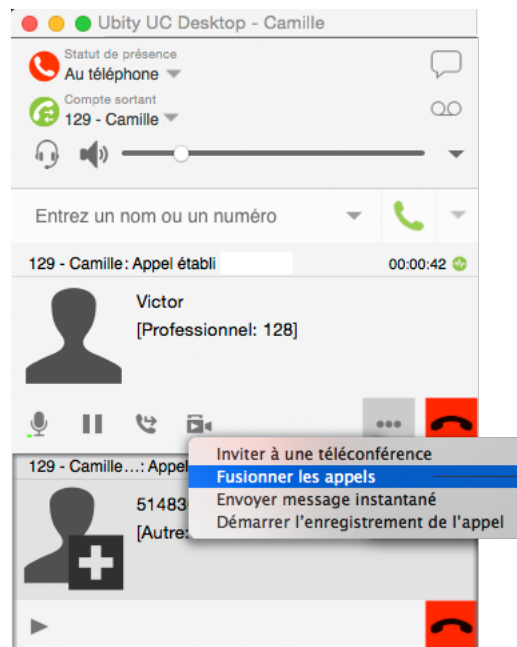 Ubity UC Desktop - Camille
Statut de présence
Au téléphone
Compte sortant
129 - Camille
Entrez un nom ou un numéro
129 - Camille: Appel établi 00:00:42
Victor
[Professionnel: 128]
Inviter à une téléconférence
Fusionner les appels
Envoyer message instantané
Démarrer l'enregistrement de l'appel
129 - Camille...: Appel
51483
[Autre: